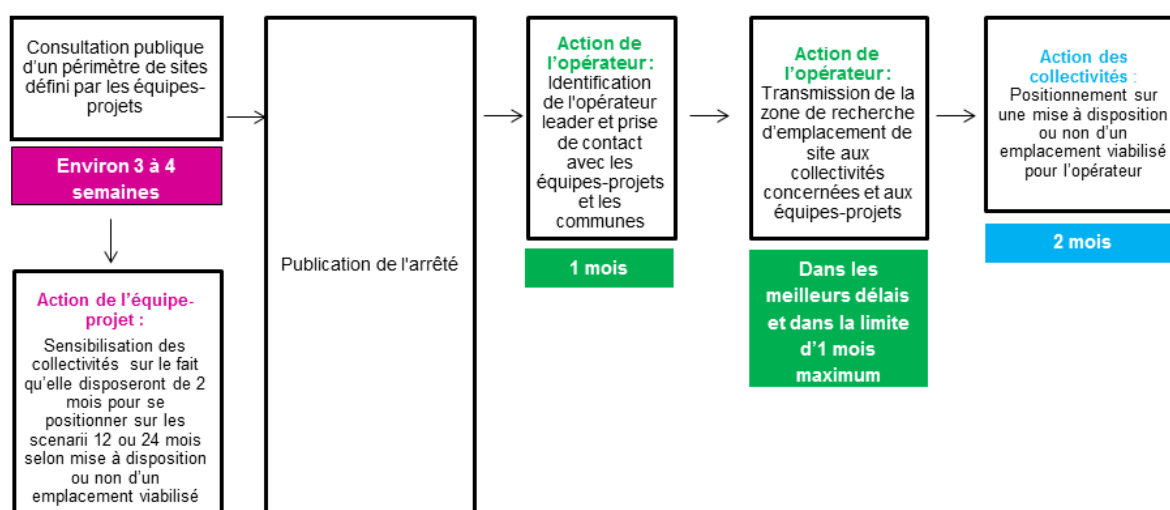 Consultation publique
d'un périmètre de sites
défini par les équipes-
projets
Environ 3 à 4
semaines
Action de l'équipe-
projet :
Sensibilisation des
collectivités sur le fait
qu'elle disposeront de 2
mois pour se
positionner sur les
scenarii 12 ou 24 mois
selon mise à disposition
ou non d'un
emplacement viabilisé
Publication de l'arrêté
Action de
l'opérateur :
Identification
de l'opérateur
leader et prise
de contact
avec les
équipes-projets
et les
communes
1 mois
Action de
l'opérateur :
Transmission de la
zone de recherche
d'emplacement de
site aux
collectivités
concernées et aux
équipes-projets
Dans les
meilleurs délais
et dans la limite
d'1 mois
maximum
Action des
collectivités :
Positionnement sur
une mise à disposition
ou non d'un
emplacement viabilisé
pour l'opérateur
2 mois